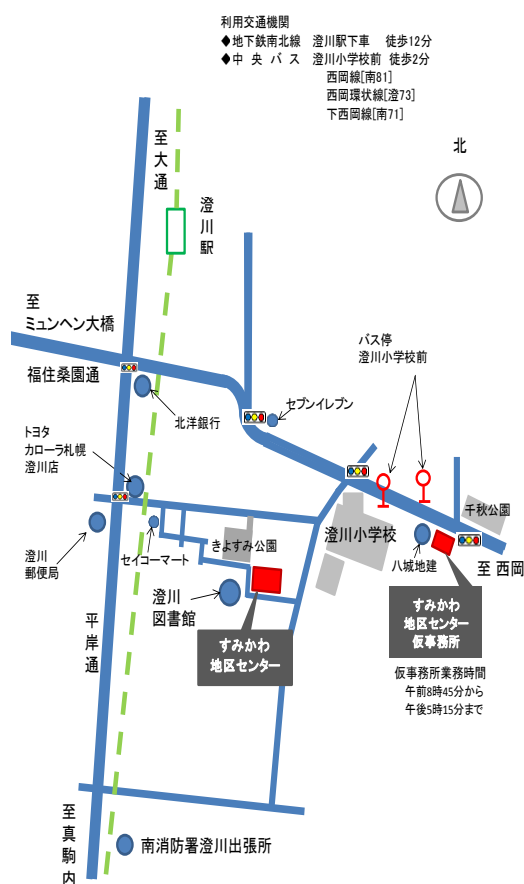 利用交通機関
◆地下鉄南北線 澄川駅下車 徒歩12分
◆中央バス 澄川小学校前 徒歩2分
西岡線[南81]
西岡環状線[澄73]
下西岡線[南71]
北
至大通
澄川駅
至
ミュンヘン大橋
福住桑園通
北洋銀行
セブンイレブン
バス停
澄川小学校前
トヨタ
カローラ札幌
澄川店
千秋公園
澄川小学校
きよすみ公園
セイコーマート
澄川
郵便局
八城地建
至 西岡
澄川
図書館
すみかわ
地区センター
仮事務所
すみかわ
地区センター
平岸通
仮事務所業務時間
午前8時45分から
午後5時15分まで
至真駒内
南消防署澄川出張所